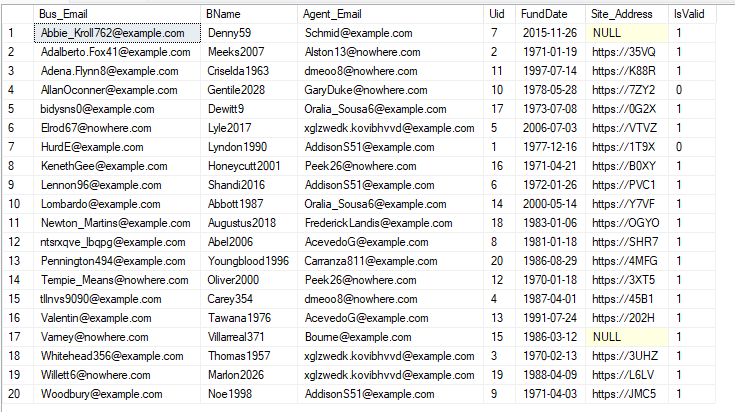 Bus_Email BName Agent_Email Uid FundDate Site_Address IsValid
1 Abbie_Kroll762@example.com Denny59 Schmid@example.com 7 2015-11-26 NULL 1
2 Adalberto.Fox41@example.com Meeks2007 Alston13@nowhere.com 2 1971-01-19 https://35VQ 1
3 Adena.Flynn8@example.com Criselda1963 dmeoo8@nowhere.com 11 1997-07-14 https://K88R 1
4 AllanOconner@example.com Gentile2028 GaryDuke@nowhere.com 10 1978-05-28 https://7ZY2 0
5 bidysns0@example.com Dewitt9 Oralia_Sousa6@example.com 17 1973-07-08 https://0G2X 1
6 Elrod67@nowhere.com Lyle2017 xglzwedk.kovibhvvd@example.com 5 2006-07-03 https://VTVZ 1
7 HurdE@example.com Lyndon1990 AddisonS51@example.com 1 1977-12-16 https://1T9X 0
8 KenethGee@example.com Honeycutt2001 Peek26@nowhere.com 16 1971-04-21 https://B0XY 1
9 Lennon96@example.com Shandi2016 AddisonS51@example.com 6 1972-01-26 https://PVC1 1
10 Lombardo@example.com Abbott1987 Oralia_Sousa6@example.com 14 2000-05-14 https://Y7VF 1
11 Newton_Martins@example.com Augustus2018 FrederickLandis@example.com 18 1983-01-06 https://OGYO 1
12 ntsrxqve_lbqpg@example.com Abel2006 AcevedoG@example.com 8 1981-01-18 https://SHR7 1
13 Pennington494@example.com Youngblood1996 Carranza811@example.com 20 1986-08-29 https://4MFG 1
14 Tempie_Means@nowhere.com Oliver2000 Peek26@nowhere.com 12 1970-01-18 https://3XT5 1
15 tllnvs9090@example.com Carey354 dmeoo8@nowhere.com 4 1987-04-01 https://45B1 1
16 Valentin@example.com Tawana1976 AcevedoG@example.com 13 1991-07-24 https://202H 1
17 Varney@nowhere.com Villarreal371 Bourne@example.com 15 1986-03-12 NULL 1
18 Whitehead356@example.com Thomas1957 xglzwedk.kovibhvvd@example.com 3 1970-02-13 https://3UHZ 1
19 Willett6@nowhere.com Marlon2026 xglzwedk.kovibhvvd@example.com 19 1988-04-09 https://L6LV 1
20 Woodbury@example.com Noe1998 AddisonS51@example.com 9 1971-04-03 https://JMC5 1